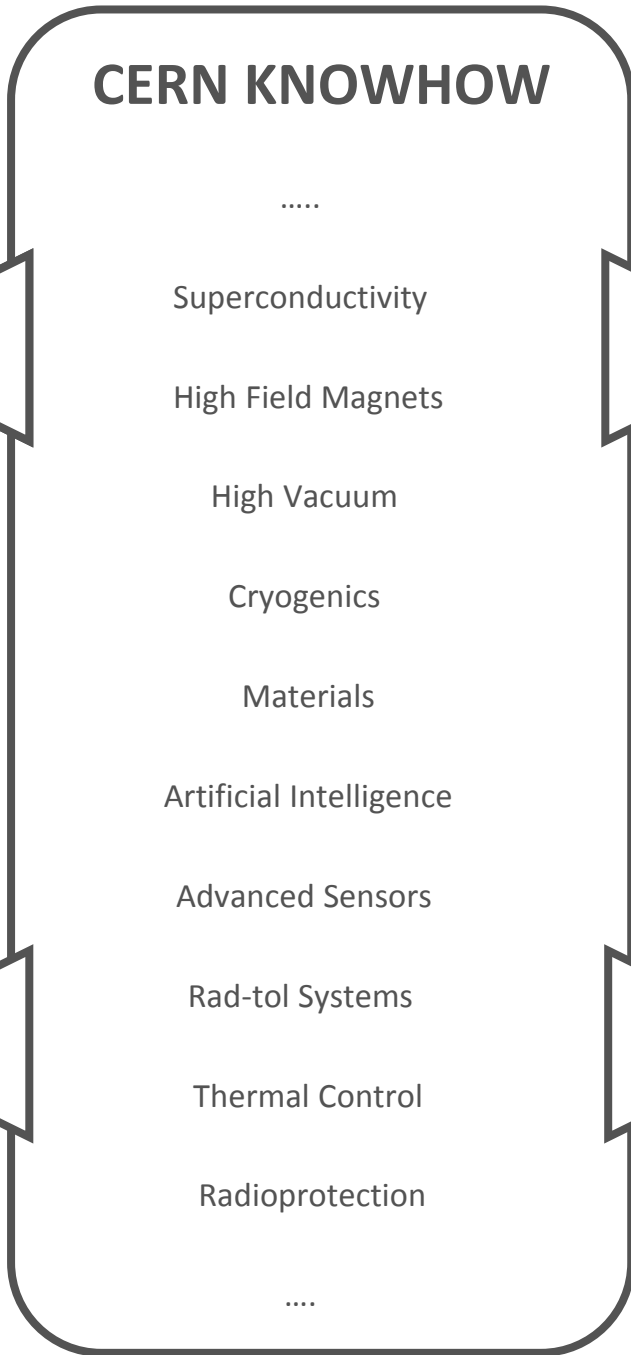 CERN KNOWHOW
.....
Superconductivity
High Field Magnets
High Vacuum
Cryogenics
Materials
Artificial Intelligence
Advanced Sensors
Rad-tol Systems
Thermal Control
Radioprotection
....